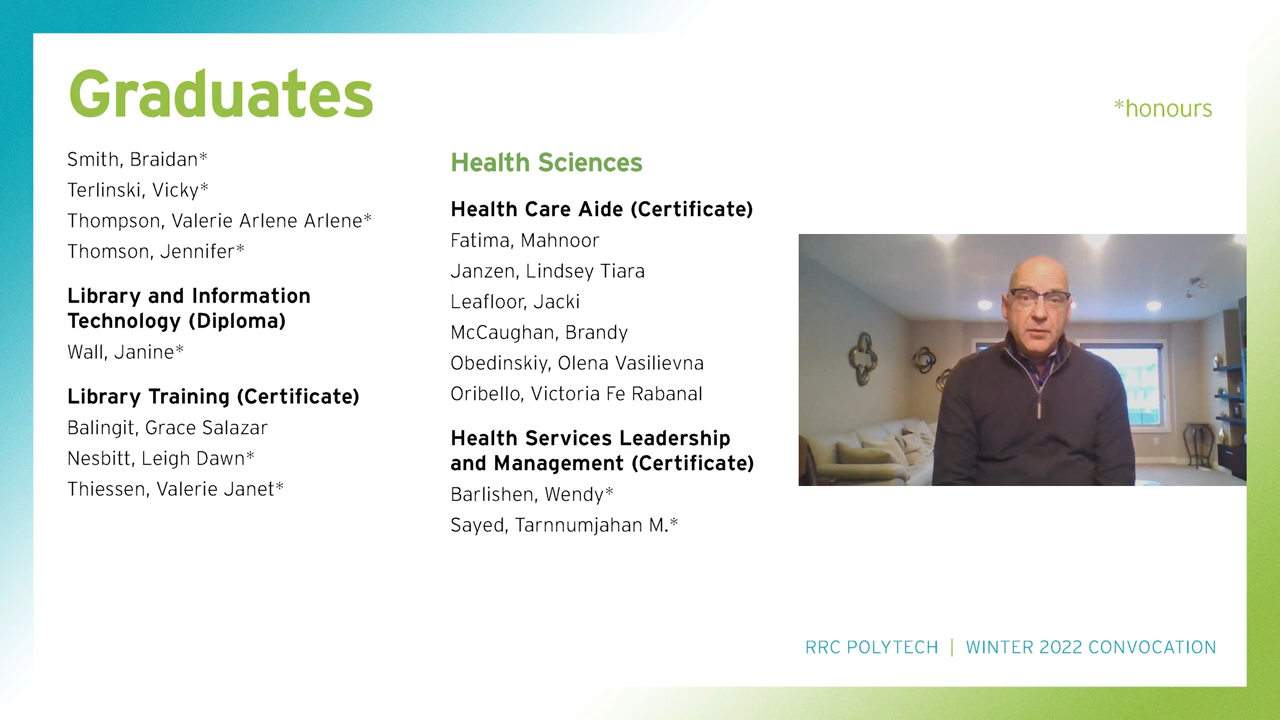 Graduates
*honours
Smith, Braidan*
Terlinski, Vicky*
Thompson, Valerie Arlene Arlene*
Thomson, Jennifer*
Library and Information
Technology (Diploma)
Wall, Janine*
Library Training (Certificate)
Balingit, Grace Salazar
Nesbitt, Leigh Dawn*
Thiessen, Valerie Janet*
Health Sciences
Health Care Aide (Certificate)
Fatima, Mahnoor
Janzen, Lindsey Tiara
Leafloor, Jacki
McCaughan, Brandy
Obedinskiy, Olena Vasilievna
Oribello, Victoria Fe Rabanal
Health Services Leadership
and Management (Certificate)
Barlishen, Wendy*
Sayed, Tarnnumjahan M.*
RRC POLYTECH | WINTER 2022 CONVOCATION